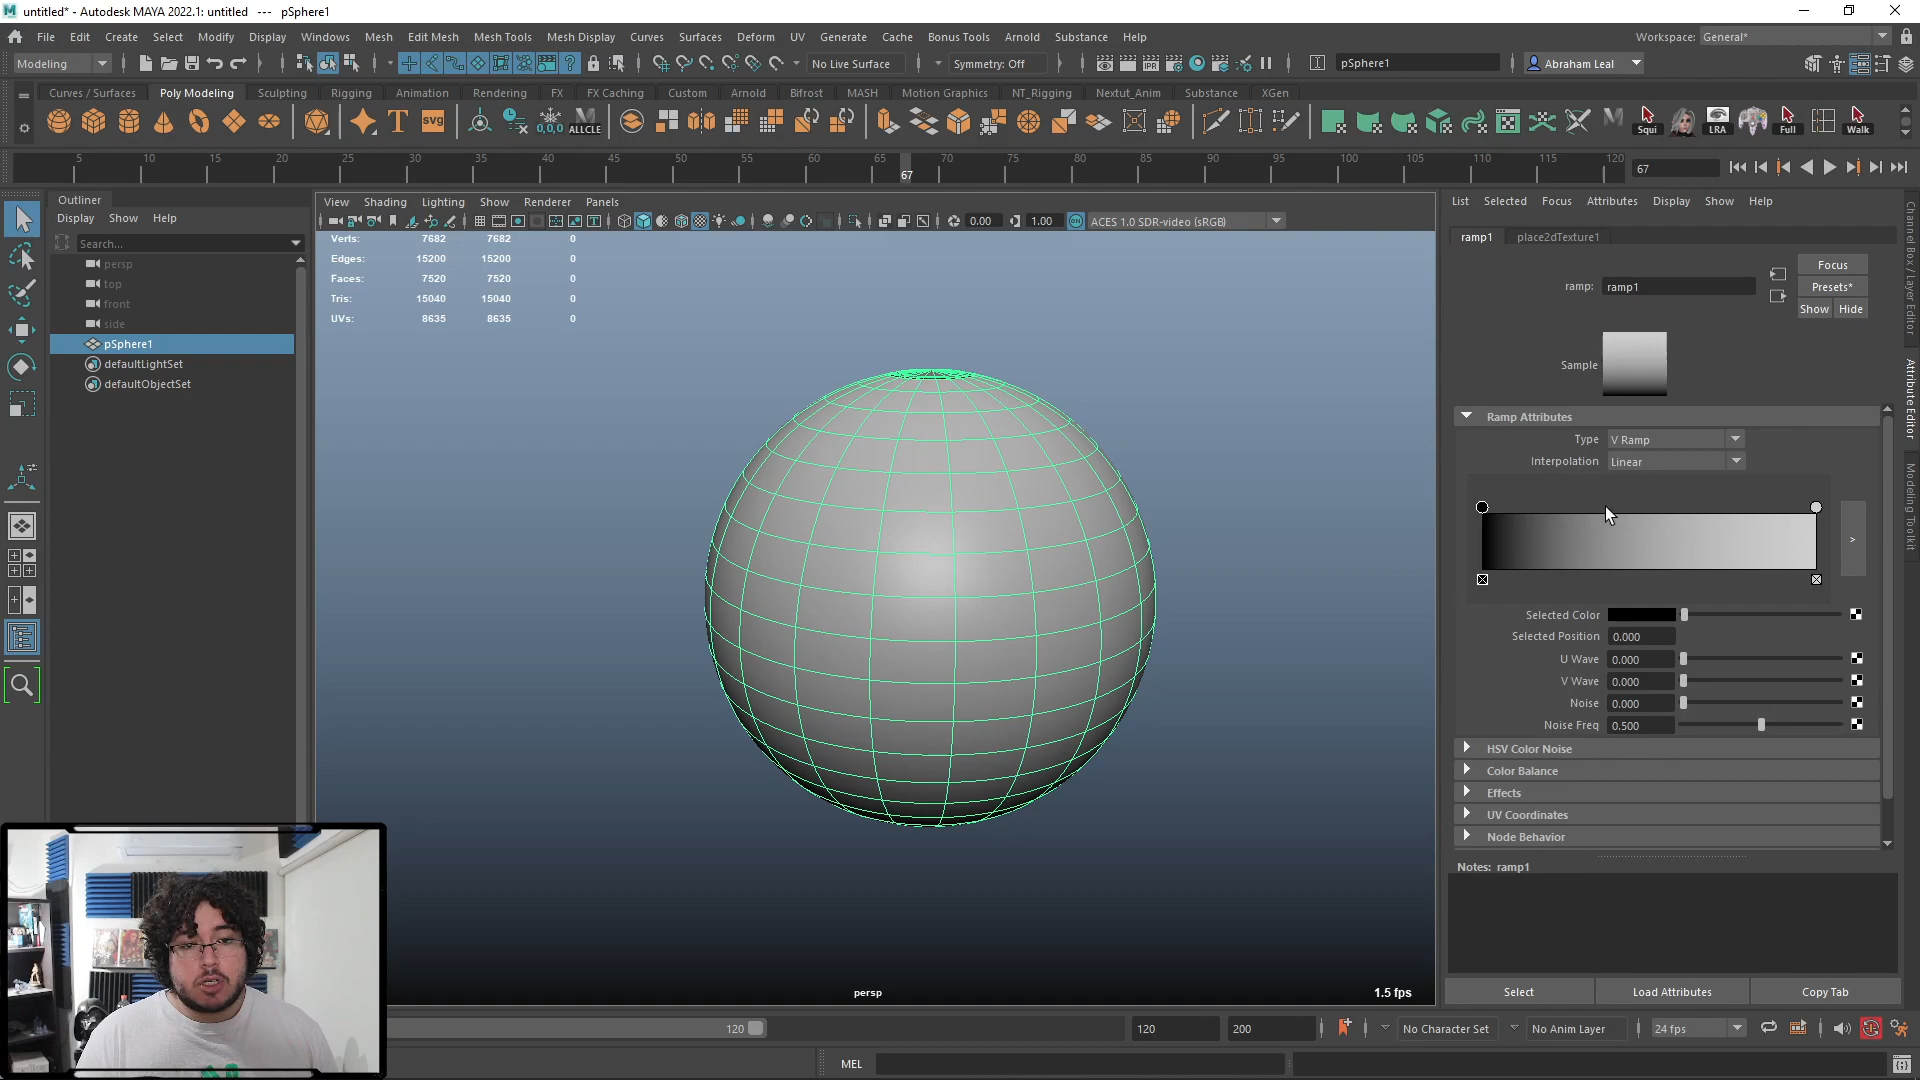 untitled* - Autodesk MAYA 2022.1: untitled --- pSphere1
File Edit Create Select Modify Display Windows Mesh Edit Mesh Mesh Tools Mesh Display Curves Surfaces Deform UV Generate Cache Bonus Tools Arnold Substance Help
Workspace: General*
Modeling
No Live Surface
Symmetry: Off
pSphere1
Abraham Leal
Curves / Surfaces Poly Modeling Sculpting Rigging Animation Rendering FX FX Caching Custom Arnold Bifrost MASH Motion Graphics NT_Rigging Nextut_Anim Substance XGen
T svg 0,0,0 ALLCLE
Squi LRA Full Walk
5 10 15 20 25 30 35 40 45 50 55 60 65 70 75 80 85 90 95 100 105 110 115 120
67
67
Outliner
Display Show Help
Search...
persp
top
front
side
pSphere1
defaultLightSet
defaultObjectSet
View Shading Lighting Show Renderer Panels
0.00 1.00 ON ACES 1.0 SDR-video (sRGB)
Verts: 7682 7682 0
Edges: 15200 15200 0
Faces: 7520 7520 0
Tris: 15040 15040 0
UVs: 8635 8635 0
persp
1.5 fps
List Selected Focus Attributes Display Show Help
ramp1 place2dTexture1
ramp: ramp1
Focus
Presets*
Show Hide
Sample
Ramp Attributes
Type V Ramp
Interpolation Linear
>
Selected Color
Selected Position 0.000
U Wave 0.000
V Wave 0.000
Noise 0.000
Noise Freq 0.500
HSV Color Noise
Color Balance
Effects
UV Coordinates
Node Behavior
Notes: ramp1
Select Load Attributes Copy Tab
Channel Box / Layer Editor
Attribute Editor
Modeling Toolkit
120 120 200 No Character Set No Anim Layer 24 fps
MEL